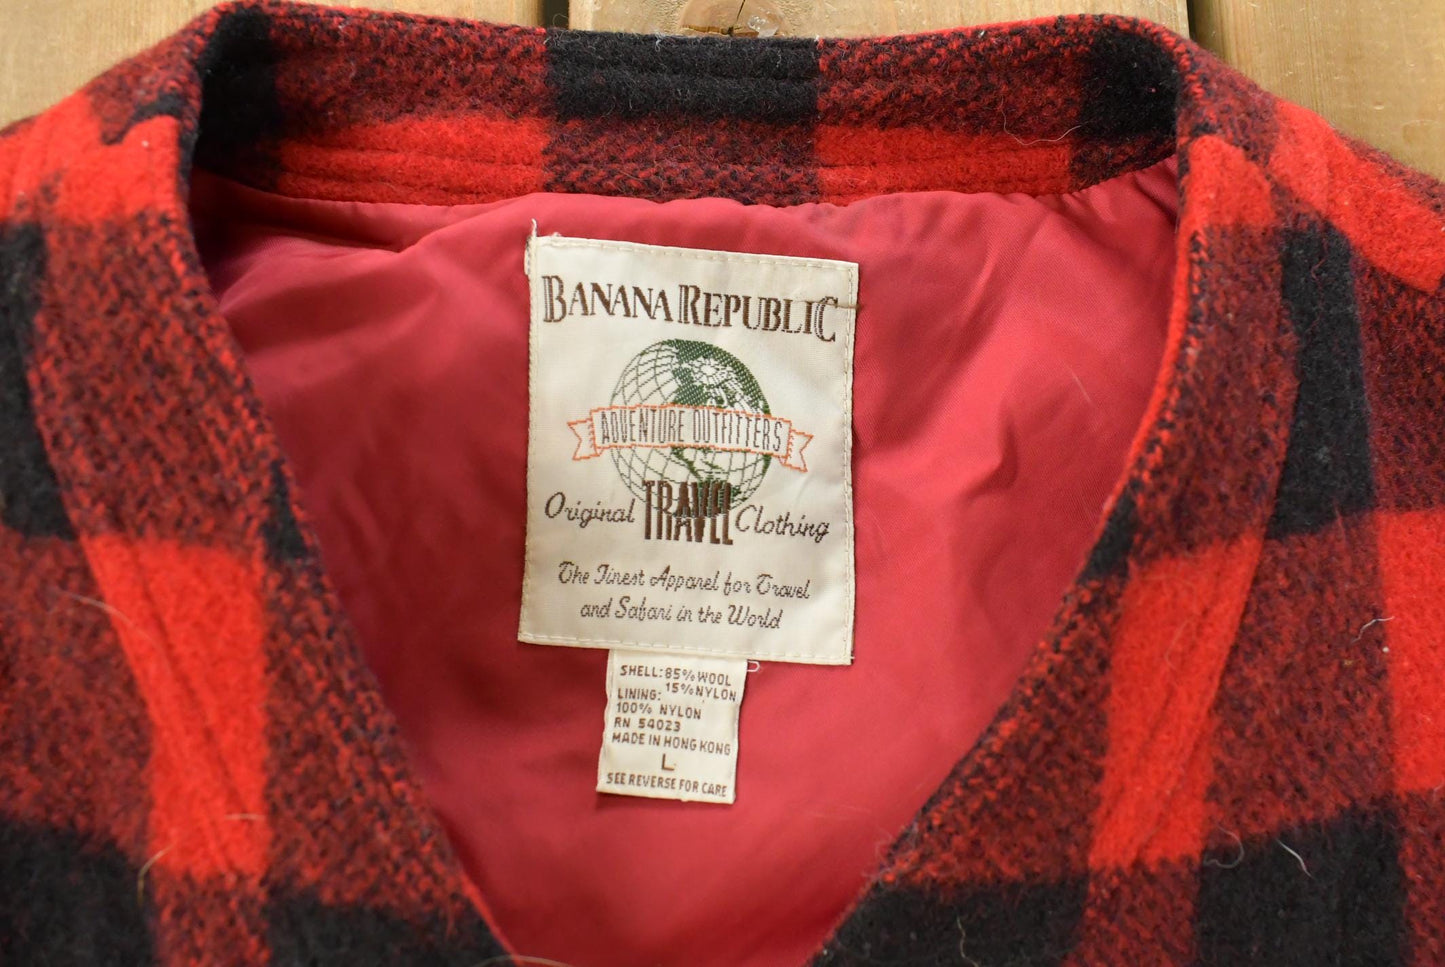 BANANA REPUBLIC
ADVENTURE OUTFITTERS
Original TRAVEL Clothing
The Finest Apparel for Travel
and Safari in the World
SHELL: 85% WOOL
15% NYLON
LINING:
100% NYLON
RN 54023
MADE IN HONG KONG
L
SEE REVERSE FOR CARE